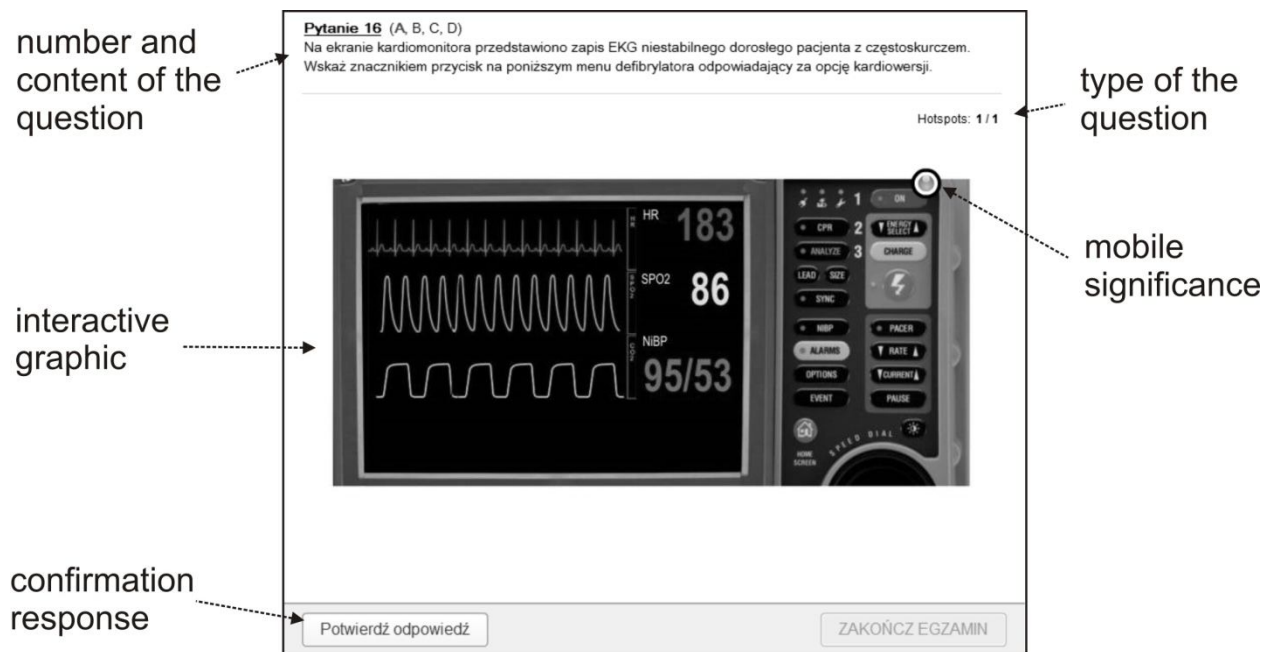 number and
content of the
question
Pytanie 16 (A, B, C, D)
Na ekranie kardiomonitora przedstawiono zapis EKG niestabilnego dorosłego pacjenta z częstoskurczem.
Wskaż znacznikiem przycisk na poniższym menu defibrylatora odpowiadający za opcję kardiowersji.
type of the
question
Hotspots: 1 / 1
mobile
significance
interactive
graphic
HR 183
SPO2 86
NiBP
95/53
1 ON
CPR 2 ENERGY SELECT
ANALYZE 3 CHARGE
LEAD SIZE
SYNC
NIBP PACER
ALARMS RATE
OPTIONS CURRENT
EVENT PAUSE
HOME
SCREEN
SPEED DIAL
confirmation
response
Potwierdź odpowiedź
ZAKOŃCZ EGZAMIN